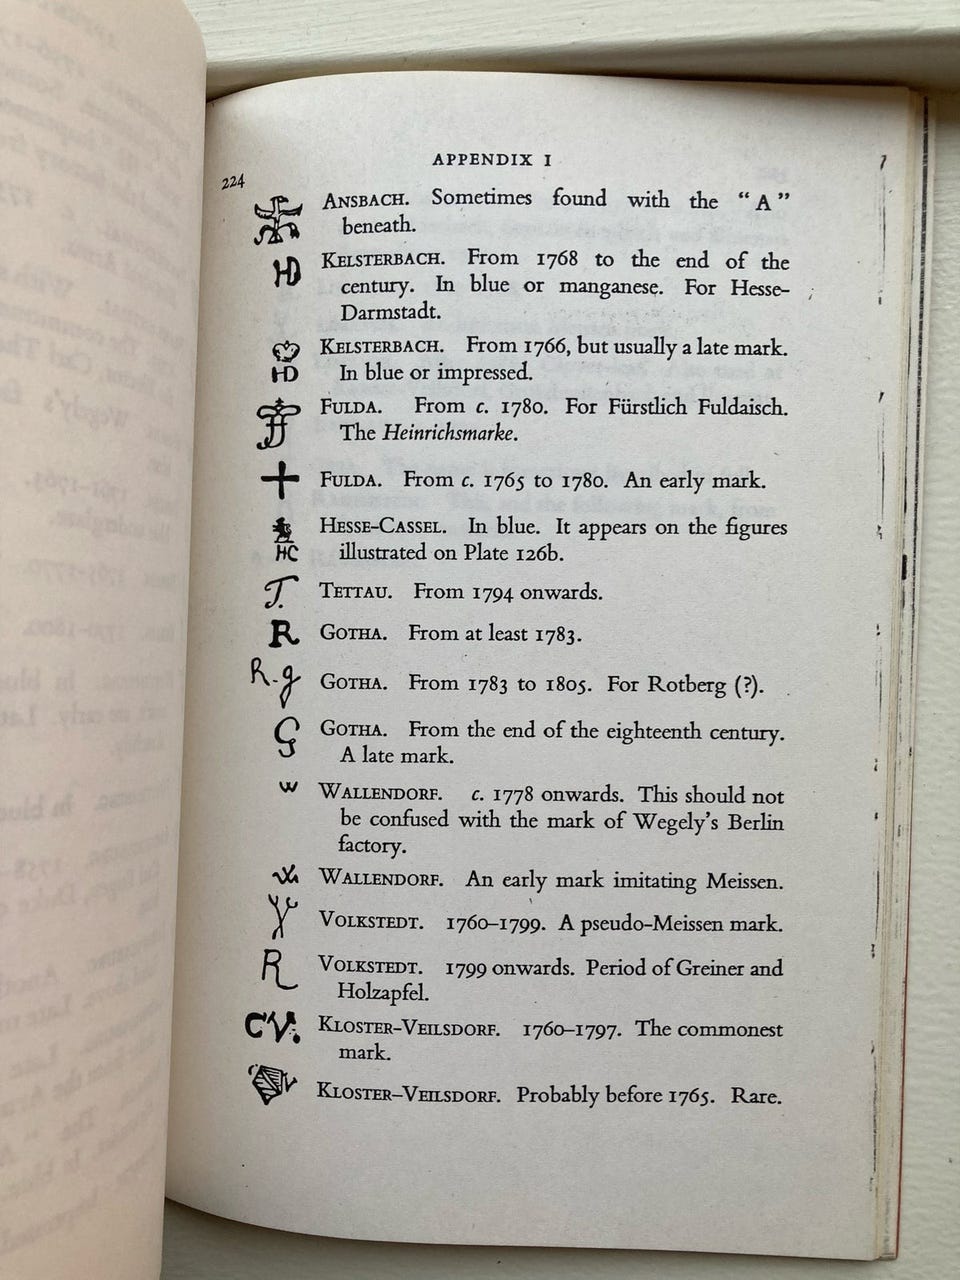 APPENDIX I
224
ANSBACH. Sometimes found with the "A"
beneath.
HD KELSTERBACH. From 1768 to the end of the
century. In blue or manganese. For Hesse-
Darmstadt.
KELSTERBACH. From 1766, but usually a late mark.
HD In blue or impressed.
FULDA. From c. 1780. For Fürstlich Fuldaisch.
The Heinrichsmarke.
FULDA. From c. 1765 to 1780. An early mark.
HESSE-CASSEL. In blue. It appears on the figures
HC illustrated on Plate 126b.
T. TETTAU. From 1794 onwards.
R GOTHA. From at least 1783.
R.g GOTHA. From 1783 to 1805. For Rotberg (?).
G GOTHA. From the end of the eighteenth century.
A late mark.
W WALLENDORF. c. 1778 onwards. This should not
be confused with the mark of Wegely's Berlin
factory.
WALLENDORF. An early mark imitating Meissen.
VOLKSTEDT. 1760–1799. A pseudo-Meissen mark.
R VOLKSTEDT. 1799 onwards. Period of Greiner and
Holzapfel.
CV. KLOSTER-VEILSDORF. 1760–1797. The commonest
mark.
KLOSTER–VEILSDORF. Probably before 1765. Rare.